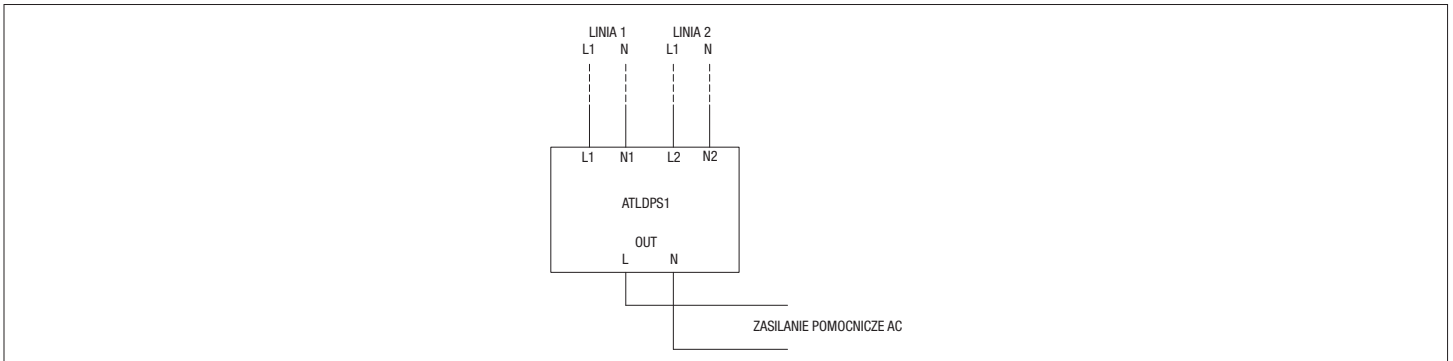 LINIA 1 LINIA 2
L1 N L1 N
L1 N1 L2 N2
ATLDPS1
OUT
L N
ZASILANIE POMOCNICZE AC